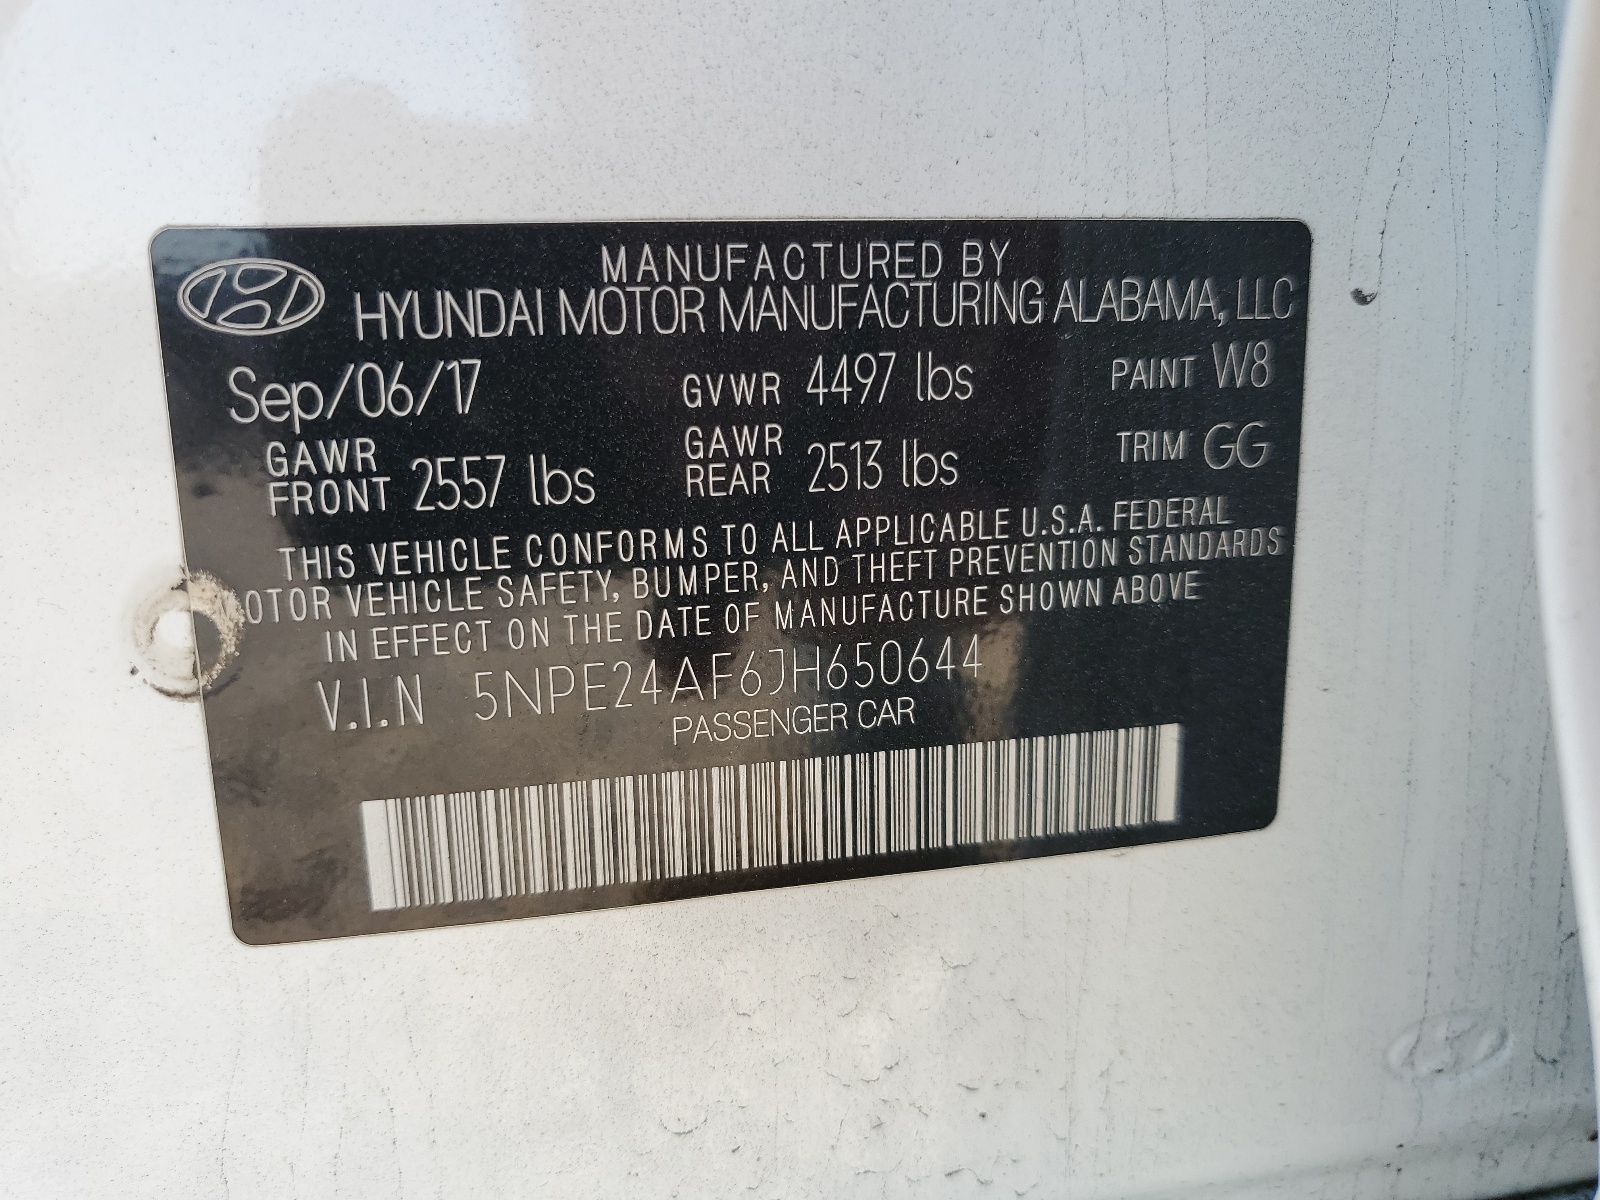 MANUFACTURED BY
HYUNDAI MOTOR MANUFACTURING ALABAMA, LLC
Sep/06/17 GVWR 4497 lbs PAINT W8
GAWR FRONT 2557 lbs GAWR REAR 2513 lbs TRIM GG
THIS VEHICLE CONFORMS TO ALL APPLICABLE U.S.A. FEDERAL
OTOR VEHICLE SAFETY, BUMPER, AND THEFT PREVENTION STANDARDS
IN EFFECT ON THE DATE OF MANUFACTURE SHOWN ABOVE
V.I.N 5NPE24AF6JH650644
PASSENGER CAR